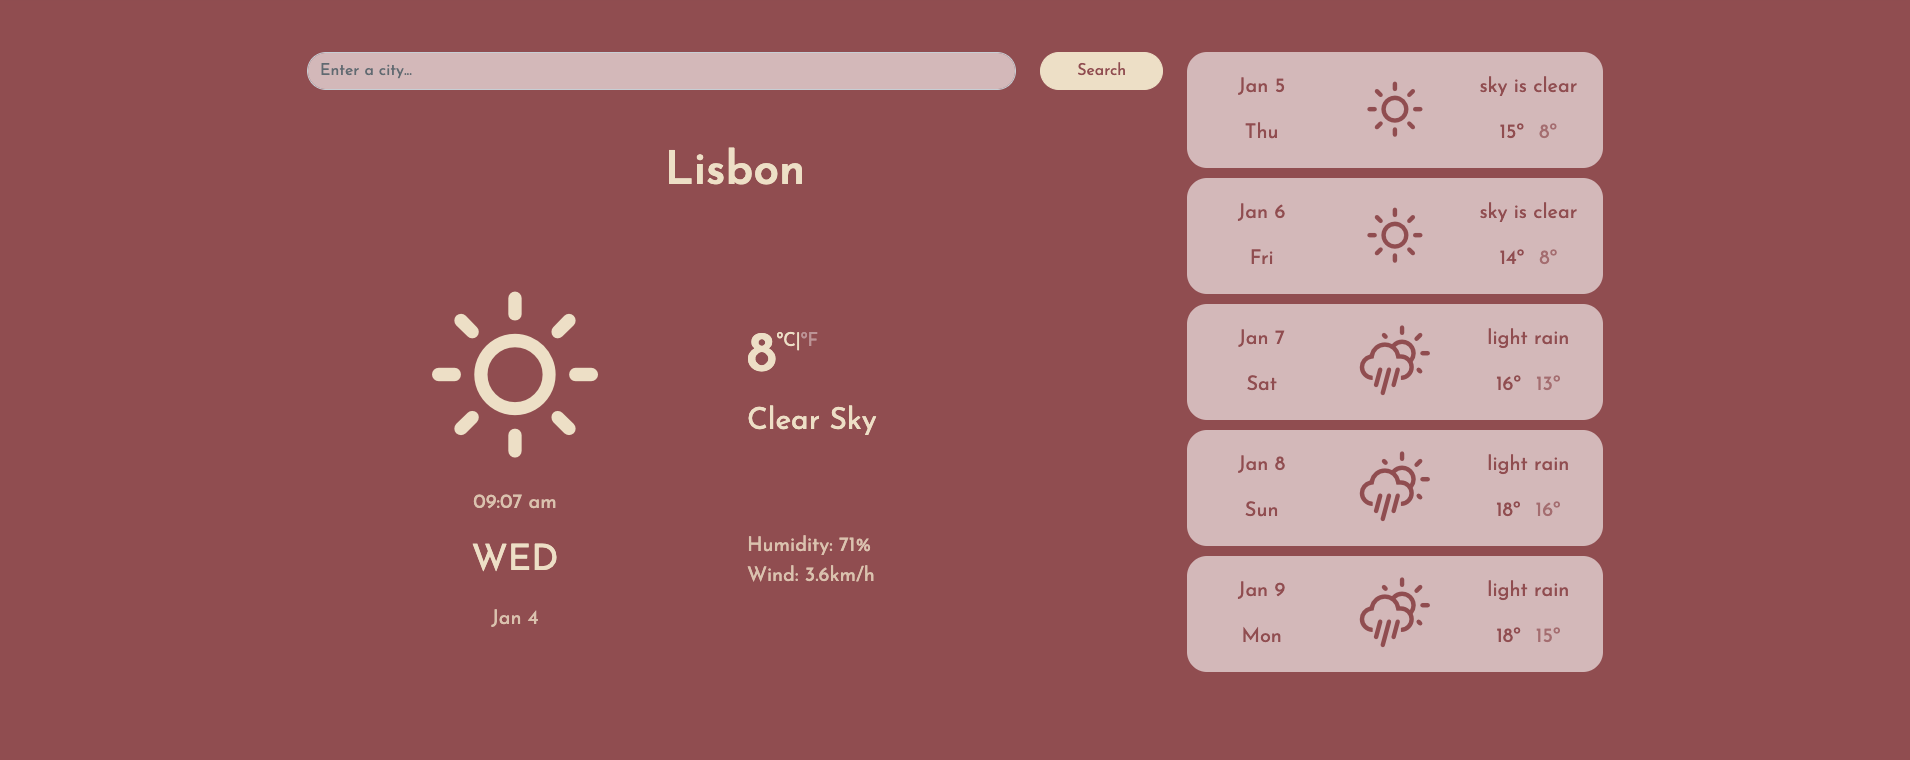 Enter a city...
Search
Lisbon
8°C|°F
Clear Sky
09:07 am
WED
Jan 4
Humidity: 71%
Wind: 3.6km/h
Jan 5
sky is clear
Thu
15° 8°
Jan 6
sky is clear
Fri
14° 8°
Jan 7
light rain
Sat
16° 13°
Jan 8
light rain
Sun
18° 16°
Jan 9
light rain
Mon
18° 15°